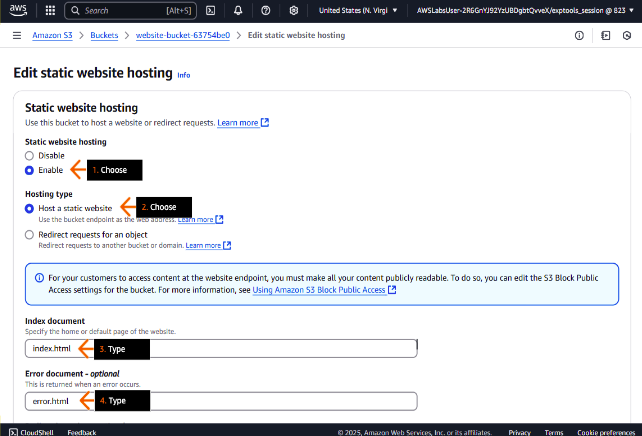 aws Search [Alt+S] United States (N. Virgi AWSLabsUser-2R6GnYJ92YzUBDgbtQvveX/exptools_session @ 823
Amazon S3 > Buckets > website-bucket-63754be0 > Edit static website hosting
Edit static website hosting Info
Static website hosting
Use this bucket to host a website or redirect requests. Learn more
Static website hosting
Disable
Enable 1. Choose
Hosting type
Host a static website 2. Choose
Use the bucket endpoint as the web address. Learn more
Redirect requests for an object
Redirect requests to another bucket or domain. Learn more
For your customers to access content at the website endpoint, you must make all your content publicly readable. To do so, you can edit the S3 Block Public
Access settings for the bucket. For more information, see Using Amazon S3 Block Public Access
Index document
Specify the home or default page of the website.
index.html 3. Type
Error document - optional
This is returned when an error occurs.
error.html 4. Type
CloudShell Feedback © 2025, Amazon Web Services, Inc. or its affiliates. Privacy Terms Cookie preferences